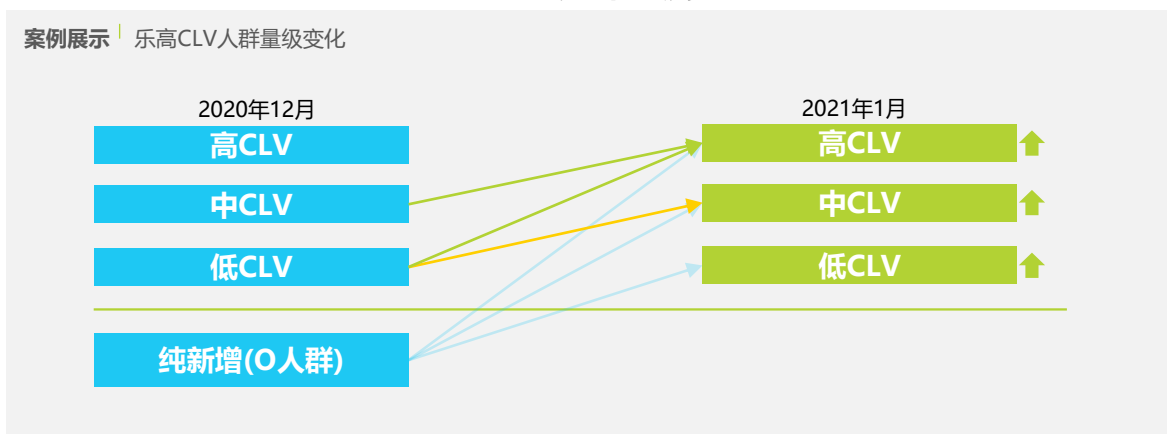 案例展示 乐高CLV人群量级变化
2020年12月
2021年1月
高CLV
高CLV
中CLV
中CLV
低CLV
低CLV
纯新增(O人群)